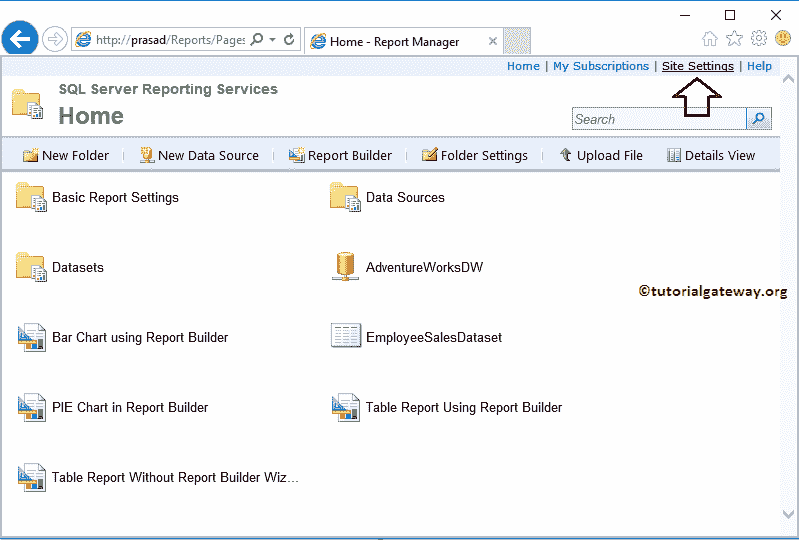 http://prasad/Reports/Pages
Home - Report Manager
Home | My Subscriptions | Site Settings | Help
SQL Server Reporting Services
Home
Search
New Folder | New Data Source | Report Builder | Folder Settings | Upload File | Details View
Basic Report Settings
Data Sources
Datasets
AdventureWorksDW
©tutorialgateway.org
Bar Chart using Report Builder
EmployeeSalesDataset
PIE Chart in Report Builder
Table Report Using Report Builder
Table Report Without Report Builder Wiz...